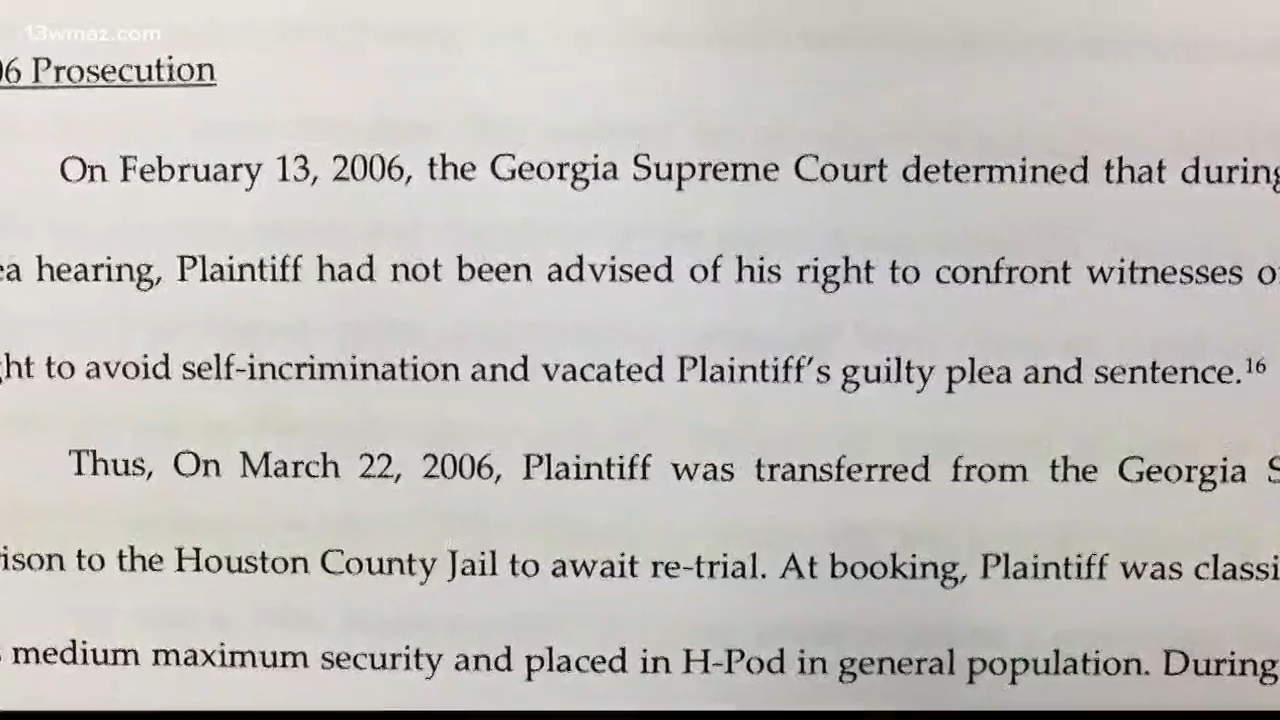 13wmaz.com
06 Prosecution
On February 13, 2006, the Georgia Supreme Court determined that during
ea hearing, Plaintiff had not been advised of his right to confront witnesses or
ght to avoid self-incrimination and vacated Plaintiff's guilty plea and sentence.16
Thus, On March 22, 2006, Plaintiff was transferred from the Georgia S
ison to the Houston County Jail to await re-trial. At booking, Plaintiff was classi
medium maximum security and placed in H-Pod in general population. During